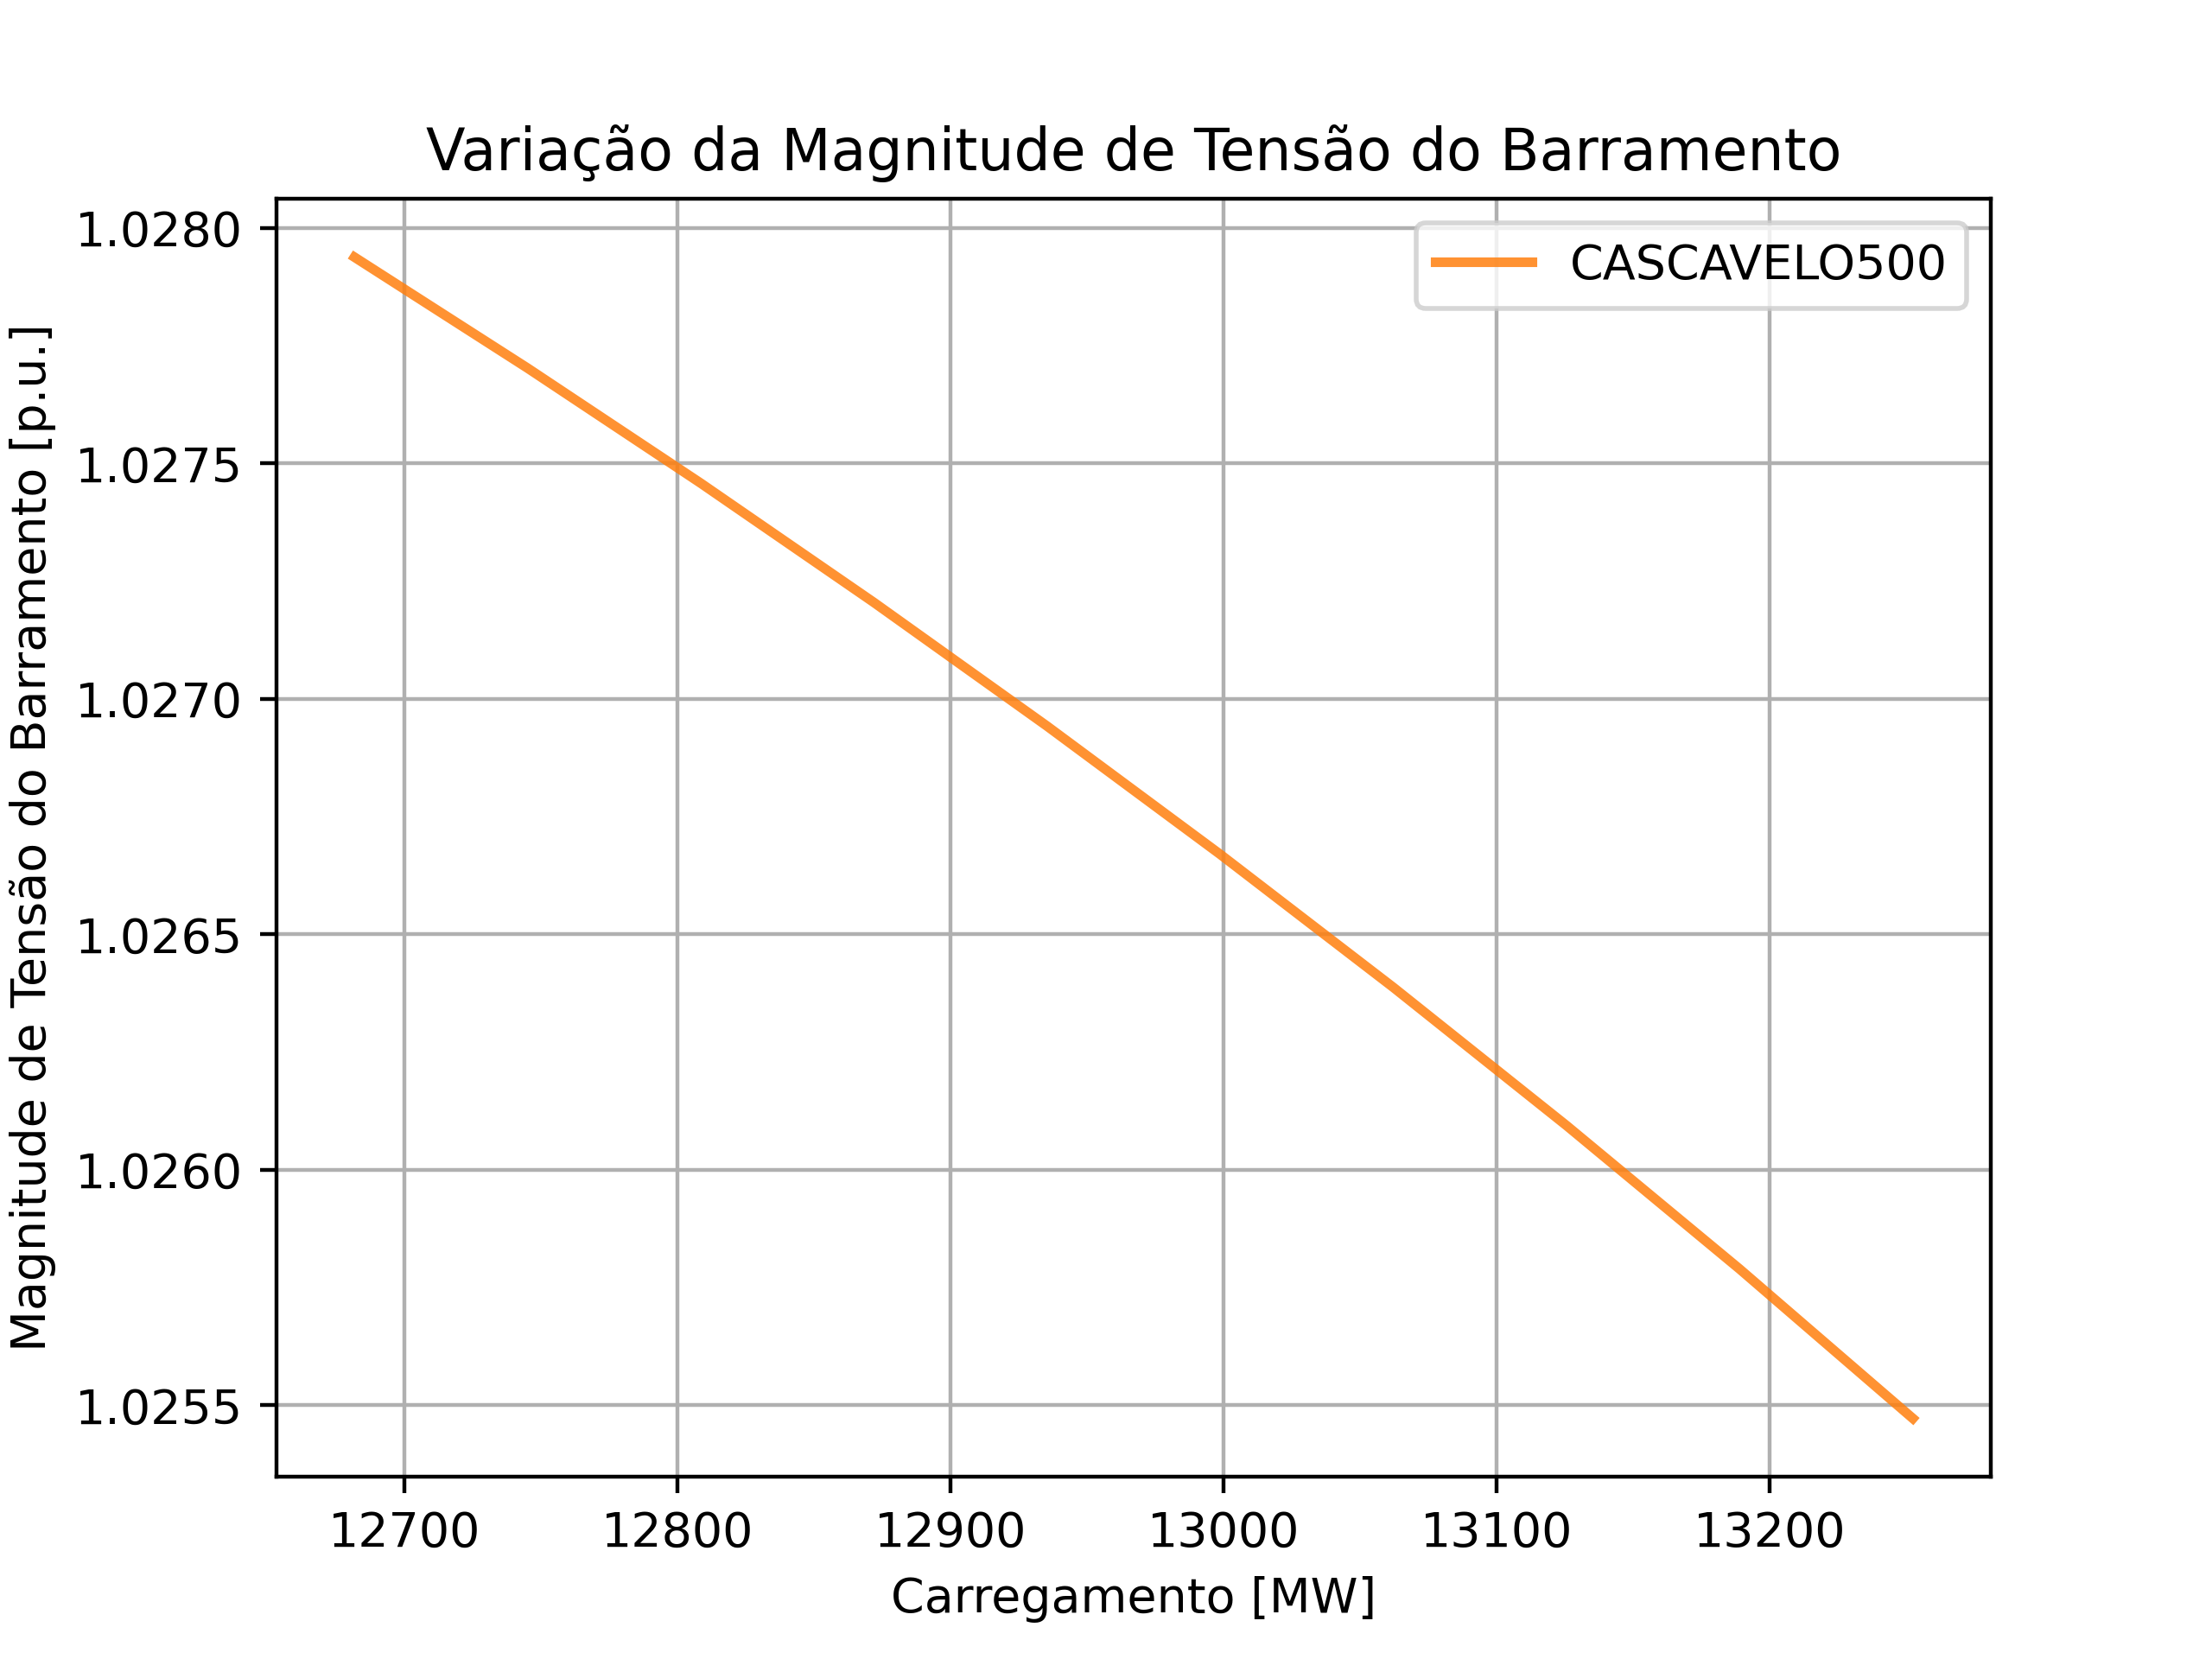 Variação da Magnitude de Tensão do Barramento
CASCAVELO500
Magnitude de Tensão do Barramento [p.u.]
1.0280
1.0275
1.0270
1.0265
1.0260
1.0255
12700 12800 12900 13000 13100 13200
Carregamento [MW]